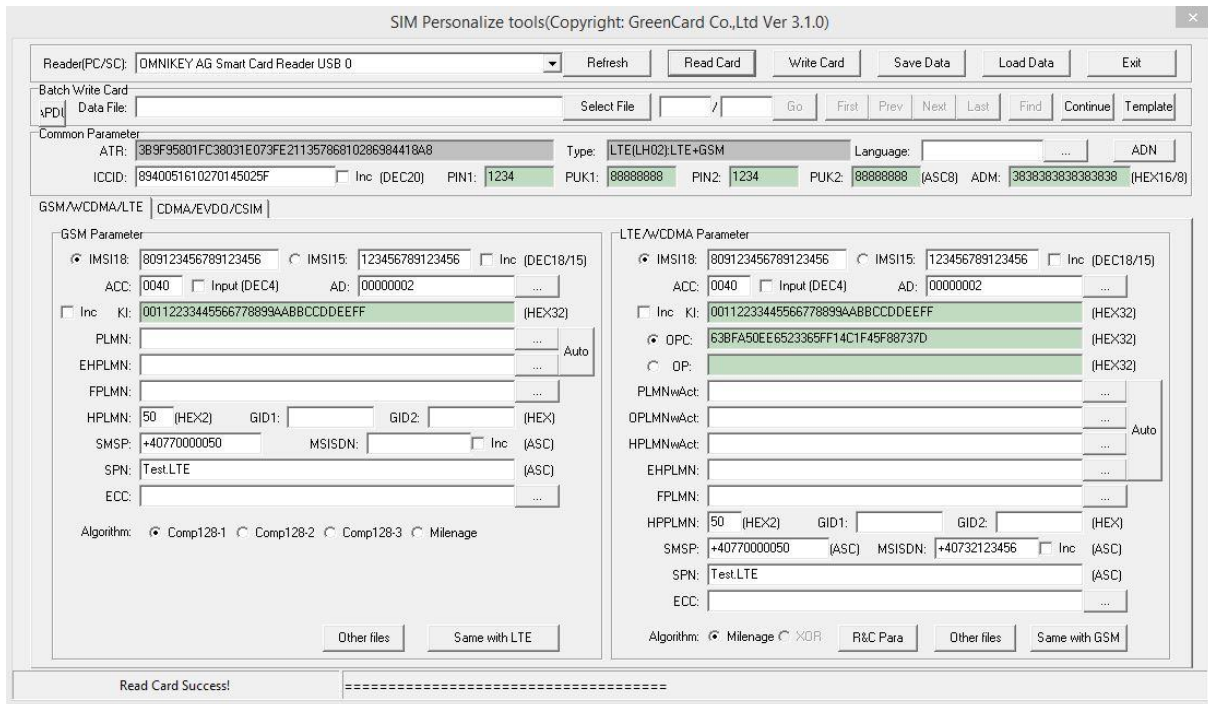 SIM Personalize tools(Copyright: GreenCard Co.,Ltd Ver 3.1.0)
Reader(PC/SC): OMNIKEY AG Smart Card Reader USB 0 Refresh Read Card Write Card Save Data Load Data Exit
Batch Write Card
Data File: Select File / Go First Prev Next Last Find Continue Template
Common Parameter
ATR: 3B9F95801FC38031E073FE21135786810286984418A8 Type: LTE(LH02):LTE+GSM Language: ... ADN
ICCID: 8940051610270145025F Inc (DEC20) PIN1: 1234 PUK1: 88888888 PIN2: 1234 PUK2: 88888888 (ASC8) ADM: 3838383838383838 (HEX16/8)
GSM/WCDMA/LTE CDMA/EVDO/CSIM
GSM Parameter
IMSI18: 809123456789123456 IMSI15: 123456789123456 Inc (DEC18/15)
ACC: 0040 Input (DEC4) AD: 00000002 ...
Inc KI: 00112233445566778899AABBCCDDEEFF (HEX32)
PLMN: ...
Auto
EHPLMN: ...
FPLMN: ...
HPLMN: 50 (HEX2) GID1: GID2: (HEX)
SMSP: +40770000050 MSISDN: Inc (ASC)
SPN: Test.LTE (ASC)
ECC: ...
Algorithm: Comp128-1 Comp128-2 Comp128-3 Milenage
Other files Same with LTE
LTE/WCDMA Parameter
IMSI18: 809123456789123456 IMSI15: 123456789123456 Inc (DEC18/15)
ACC: 0040 Input (DEC4) AD: 00000002 ...
Inc KI: 00112233445566778899AABBCCDDEEFF (HEX32)
OPC: 63BFA50EE6523365FF14C1F45F88737D (HEX32)
OP: (HEX32)
PLMNwAct: ...
OPLMNwAct: ...
Auto
HPLMNwAct: ...
EHPLMN: ...
FPLMN: ...
HPPLMN: 50 (HEX2) GID1: GID2: (HEX)
SMSP: +40770000050 (ASC) MSISDN: +40732123456 Inc (ASC)
SPN: Test.LTE (ASC)
ECC: ...
Algorithm: Milenage XOR R&C Para Other files Same with GSM
Read Card Success! =====================================